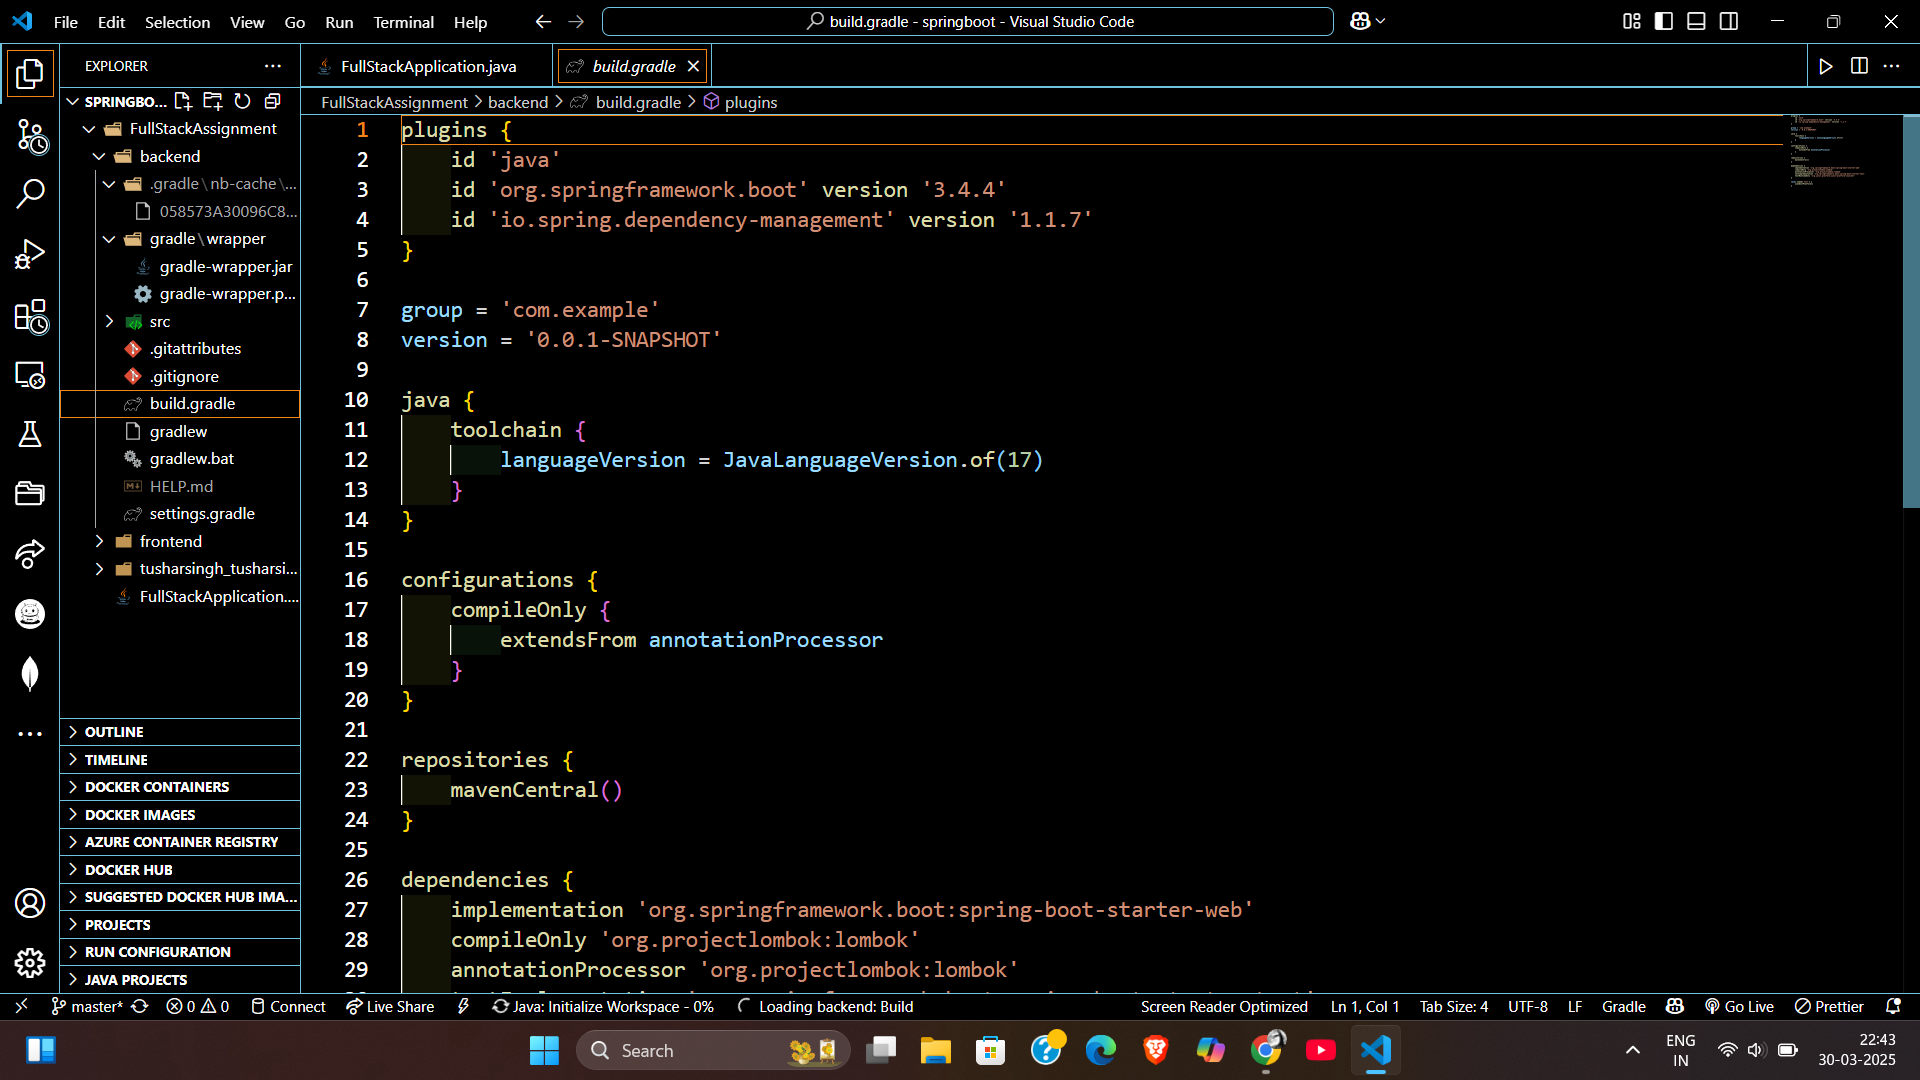 File Edit Selection View Go Run Terminal Help
build.gradle - springboot - Visual Studio Code
EXPLORER
FullStackApplication.java
build.gradle
SPRINGBO...
FullStackAssignment > backend > build.gradle > plugins
FullStackAssignment
backend
.gradle\nb-cache\...
058573A30096C8...
gradle\wrapper
gradle-wrapper.jar
gradle-wrapper.p...
src
.gitattributes
.gitignore
build.gradle
gradlew
gradlew.bat
HELP.md
settings.gradle
frontend
tusharsingh_tusharsi...
FullStackApplication....
OUTLINE
TIMELINE
DOCKER CONTAINERS
DOCKER IMAGES
AZURE CONTAINER REGISTRY
DOCKER HUB
SUGGESTED DOCKER HUB IMA...
PROJECTS
RUN CONFIGURATION
JAVA PROJECTS
1 plugins {
2 id 'java'
3 id 'org.springframework.boot' version '3.4.4'
4 id 'io.spring.dependency-management' version '1.1.7'
5 }
6
7 group = 'com.example'
8 version = '0.0.1-SNAPSHOT'
9
10 java {
11 toolchain {
12 languageVersion = JavaLanguageVersion.of(17)
13 }
14 }
15
16 configurations {
17 compileOnly {
18 extendsFrom annotationProcessor
19 }
20 }
21
22 repositories {
23 mavenCentral()
24 }
25
26 dependencies {
27 implementation 'org.springframework.boot:spring-boot-starter-web'
28 compileOnly 'org.projectlombok:lombok'
29 annotationProcessor 'org.projectlombok:lombok'
master* 0 0 Connect Live Share Java: Initialize Workspace - 0% Loading backend: Build Screen Reader Optimized Ln 1, Col 1 Tab Size: 4 UTF-8 LF Gradle Go Live Prettier
Search
ENG
IN
22:43
30-03-2025